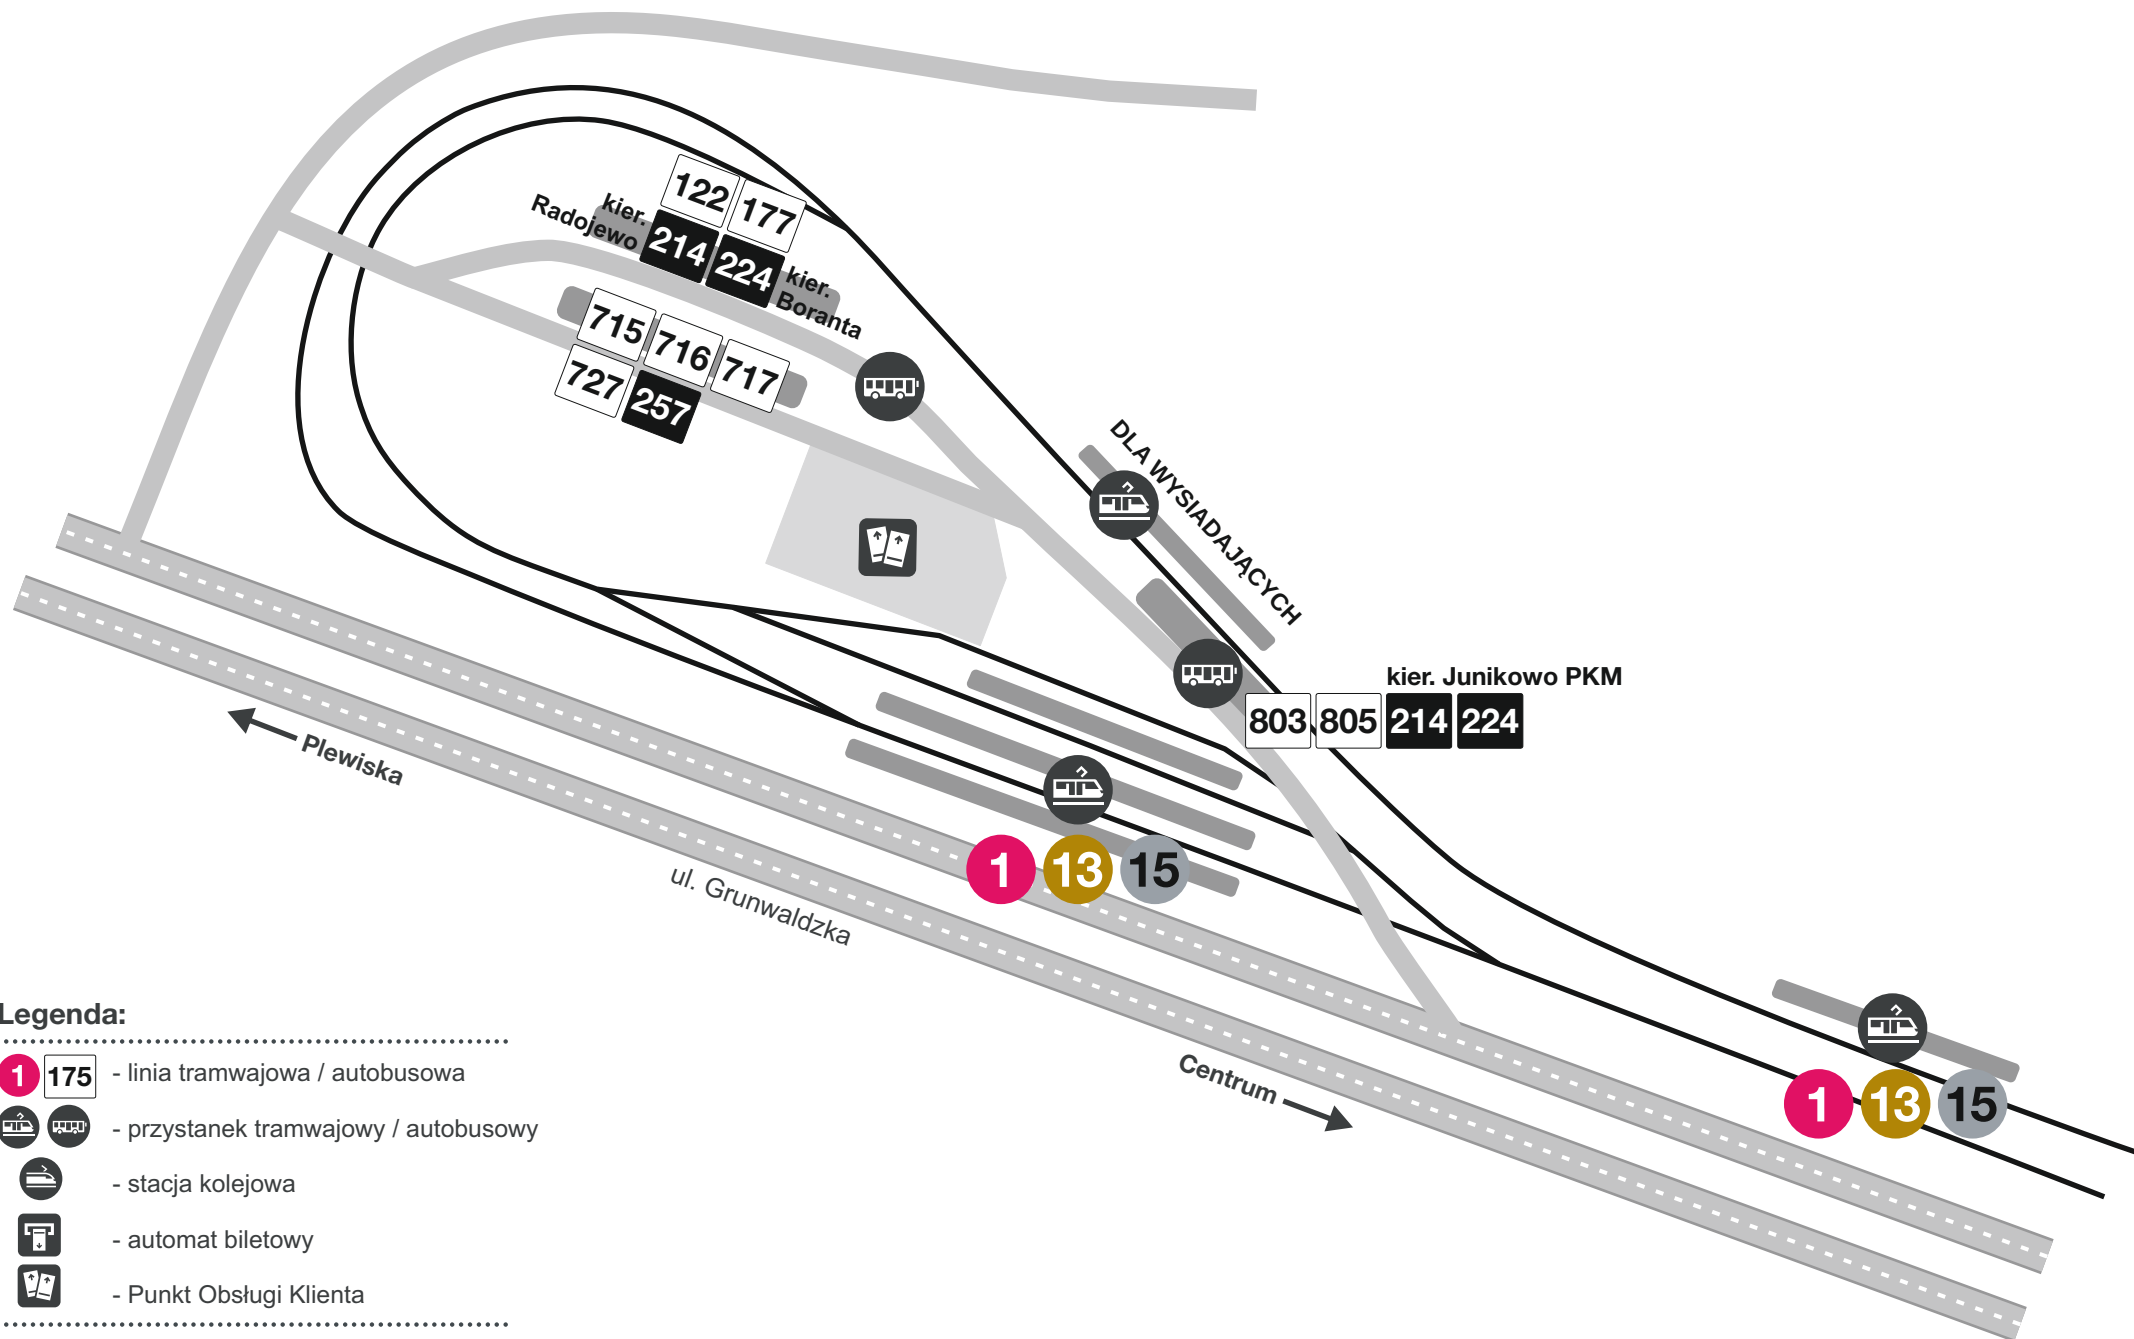 122 177
kier.
Radojewo
214 224
kier.
Boranta
715 716 717
727 257
DLA WYSIADAJĄCYCH
kier. Junikowo PKM
803 805 214 224
Plewiska
1 13 15
ul. Grunwaldzka
Centrum
1 13 15
Legenda:
1 175 - linia tramwajowa / autobusowa
- przystanek tramwajowy / autobusowy
- stacja kolejowa
- automat biletowy
- Punkt Obsługi Klienta